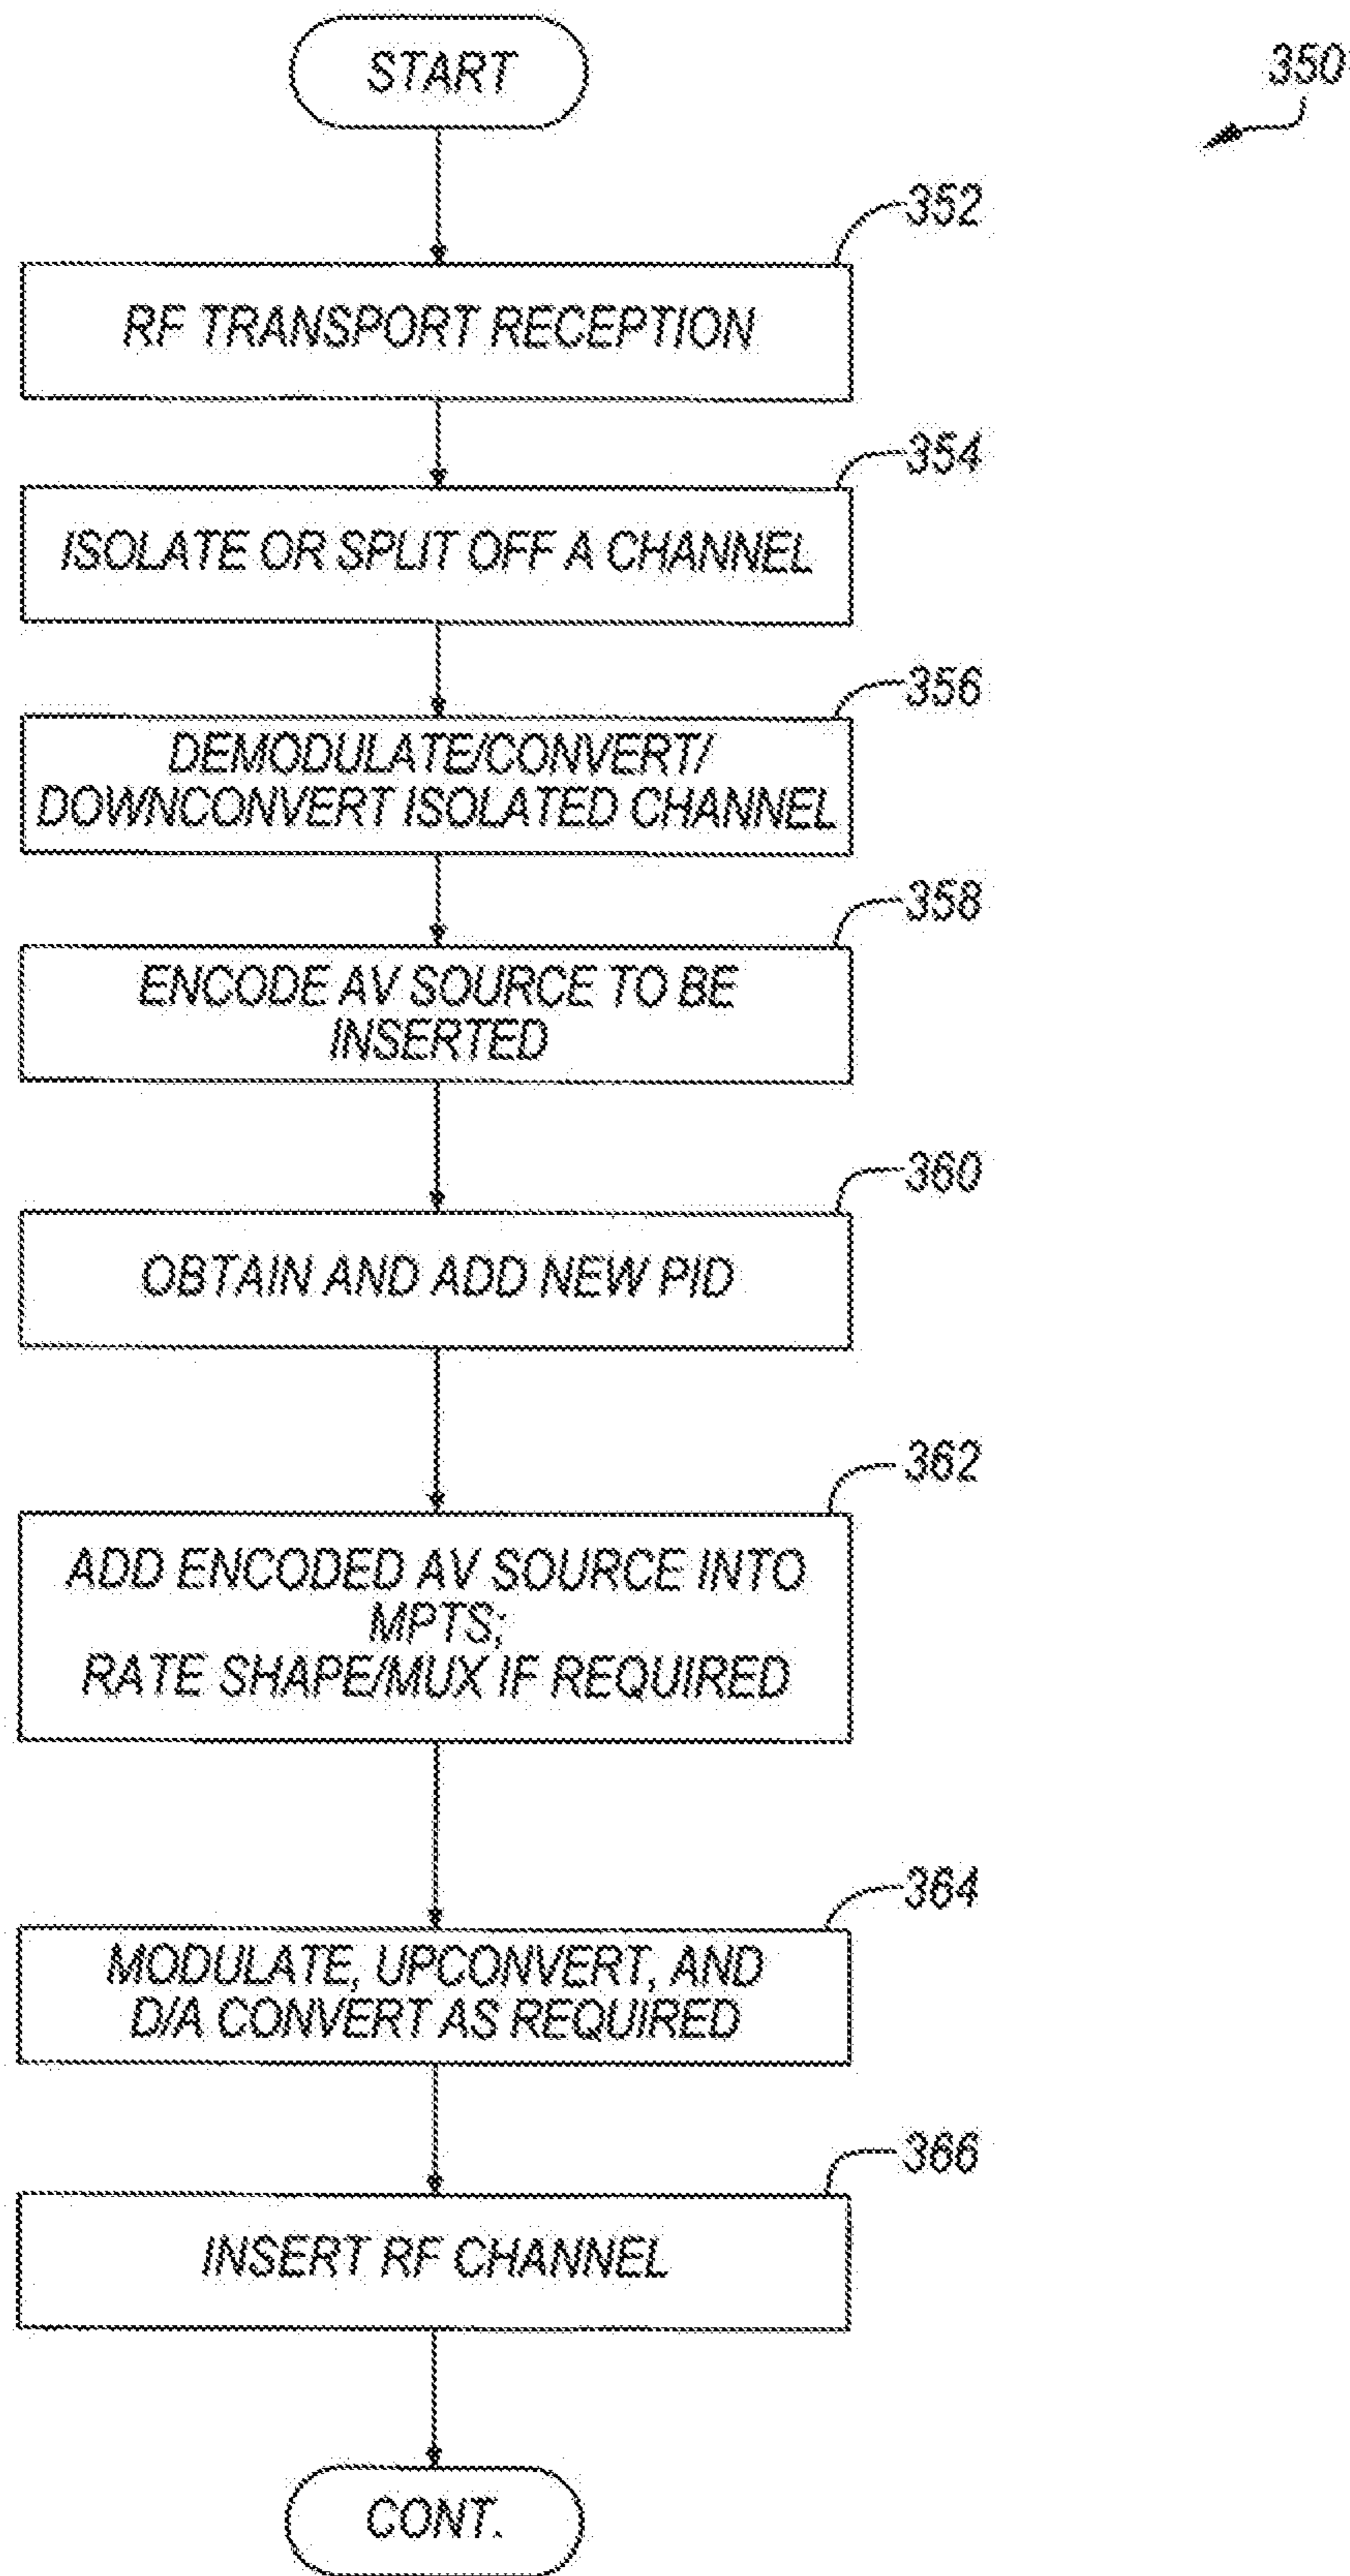 START
350
352
RF TRANSPORT RECEPTION
354
ISOLATE OR SPLIT OFF A CHANNEL
356
DEMODULATE/CONVERT/
DOWNCONVERT ISOLATED CHANNEL
358
ENCODE AV SOURCE TO BE
INSERTED
360
OBTAIN AND ADD NEW PID
362
ADD ENCODED AV SOURCE INTO
MPTS;
RATE SHAPE/MUX IF REQUIRED
364
MODULATE, UPCONVERT, AND
D/A CONVERT AS REQUIRED
366
INSERT RF CHANNEL
CONT.